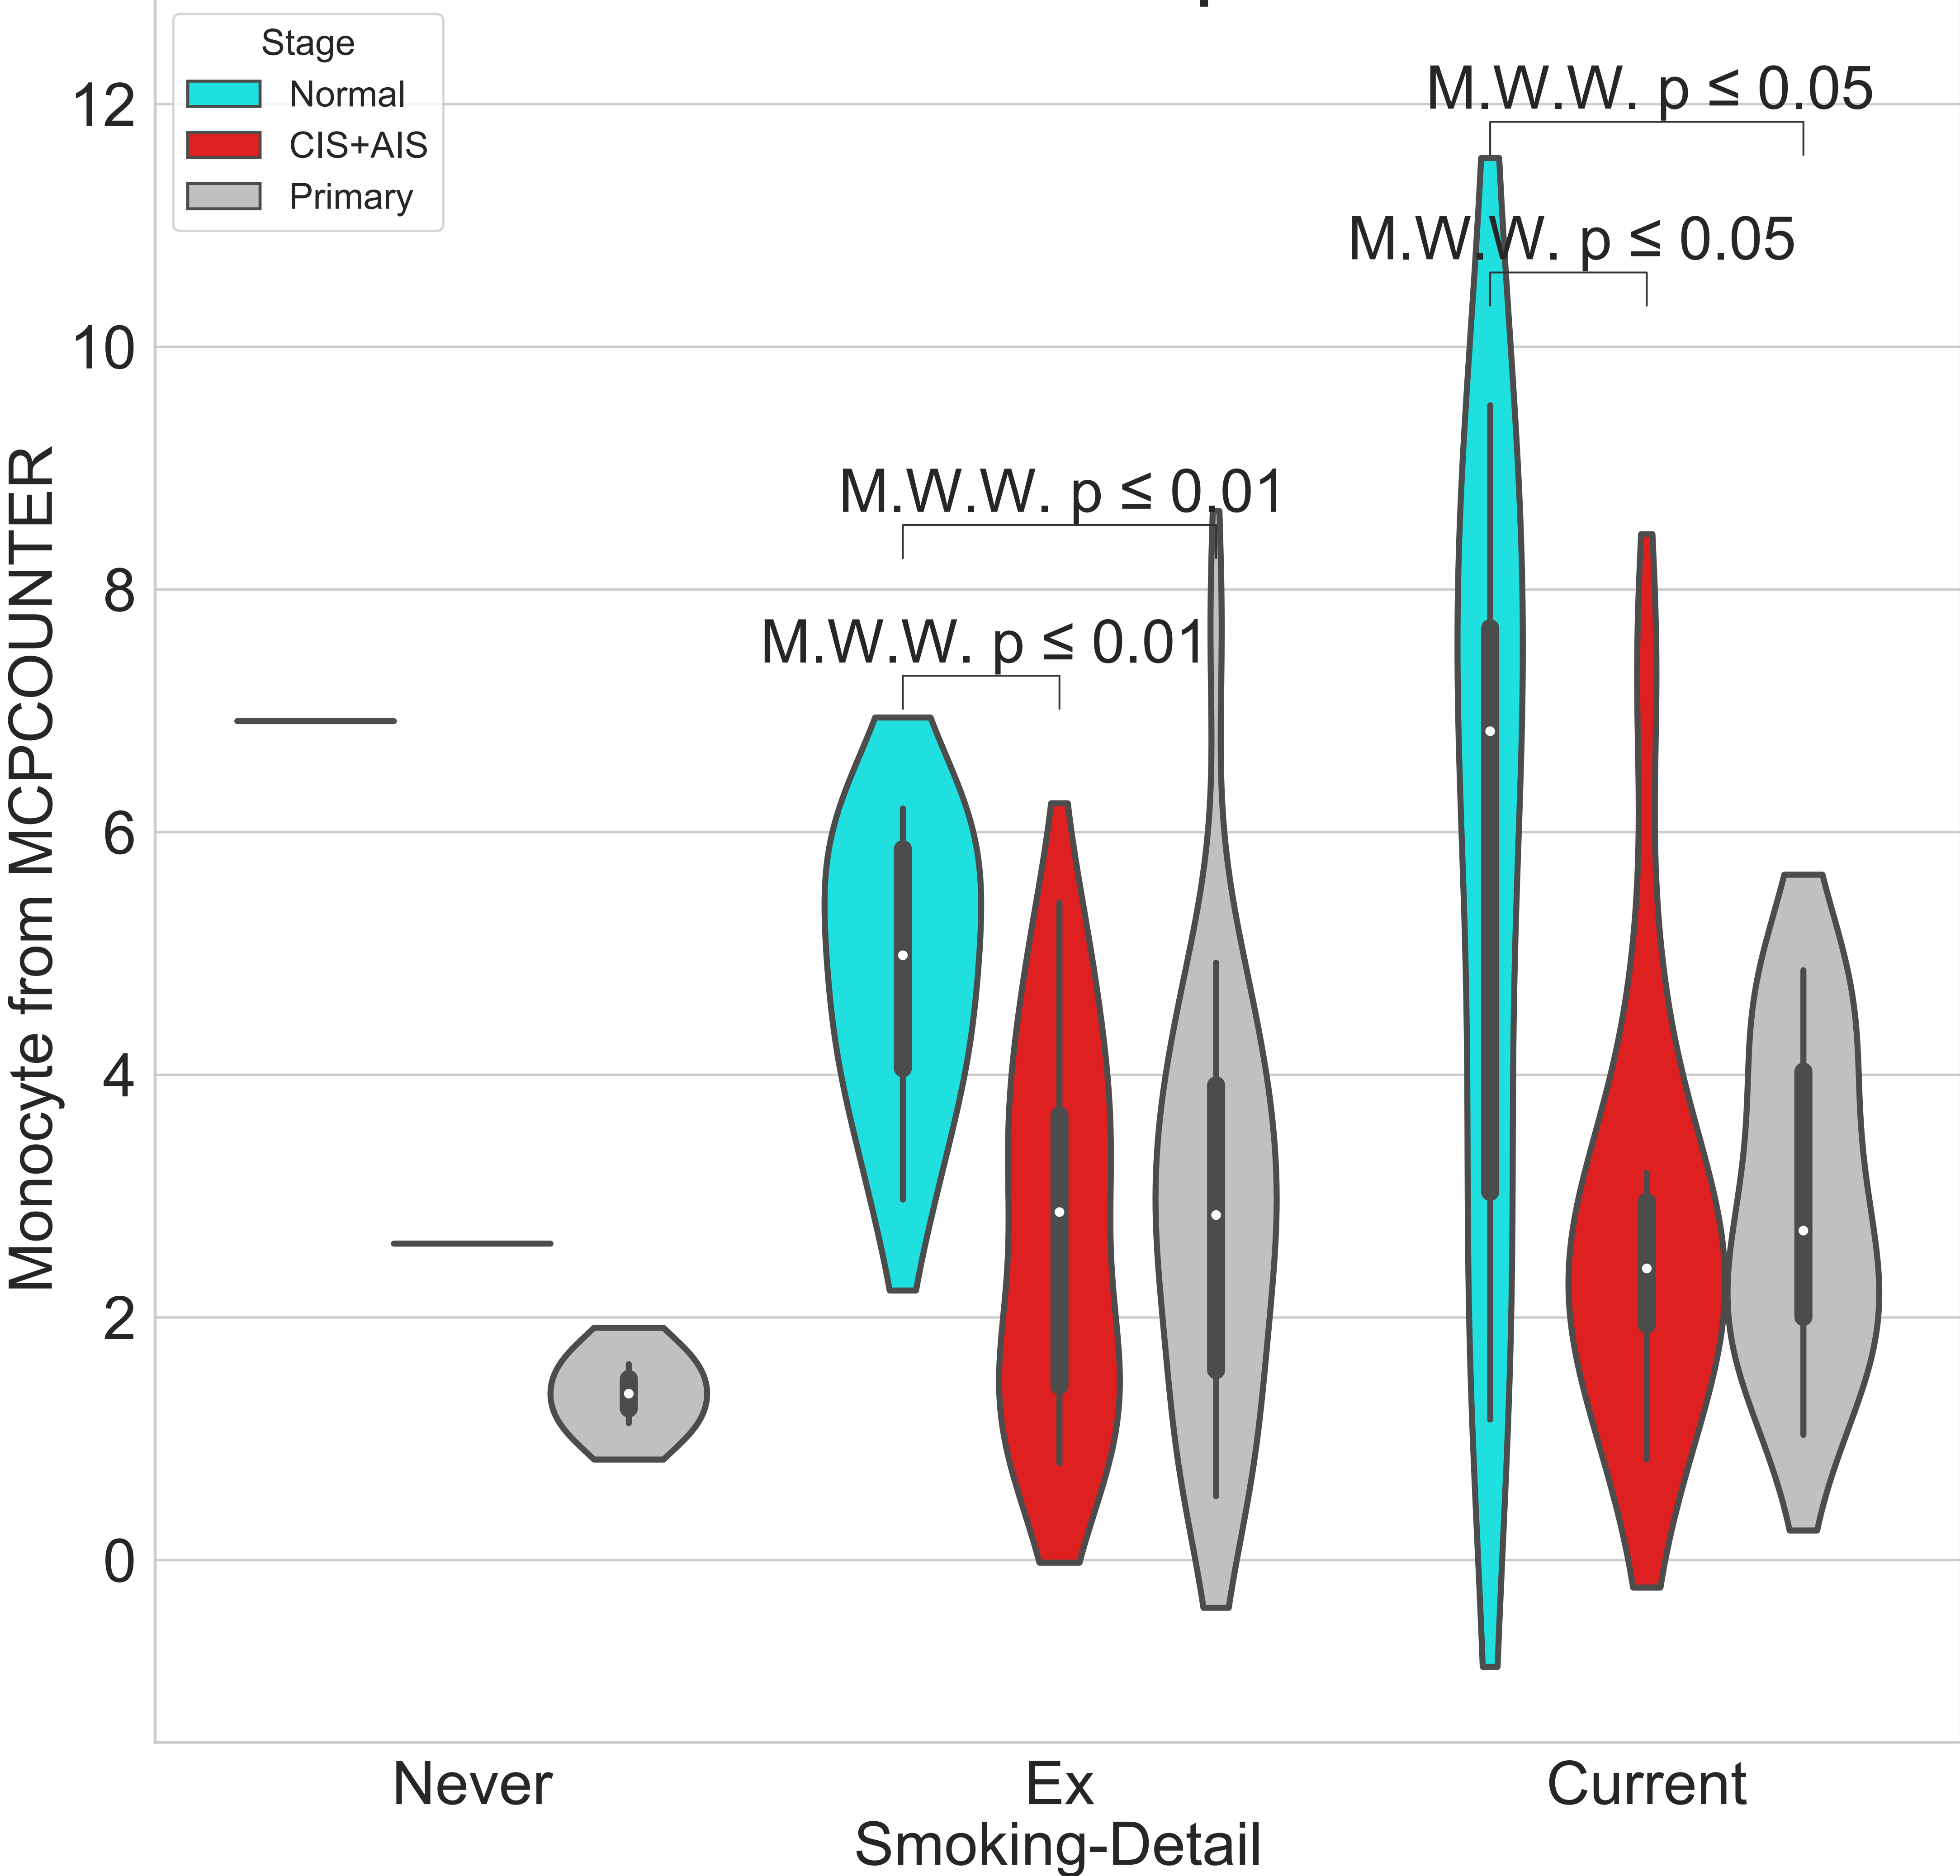 Stage
Normal
CIS+AIS
Primary
M.W.W. p ≤ 0.05
M.W.W. p ≤ 0.05
M.W.W. p ≤ 0.01
M.W.W. p ≤ 0.01
12
10
8
6
4
2
0
Monocyte from MCPCOUNTER
Never
Ex
Current
Smoking-Detail